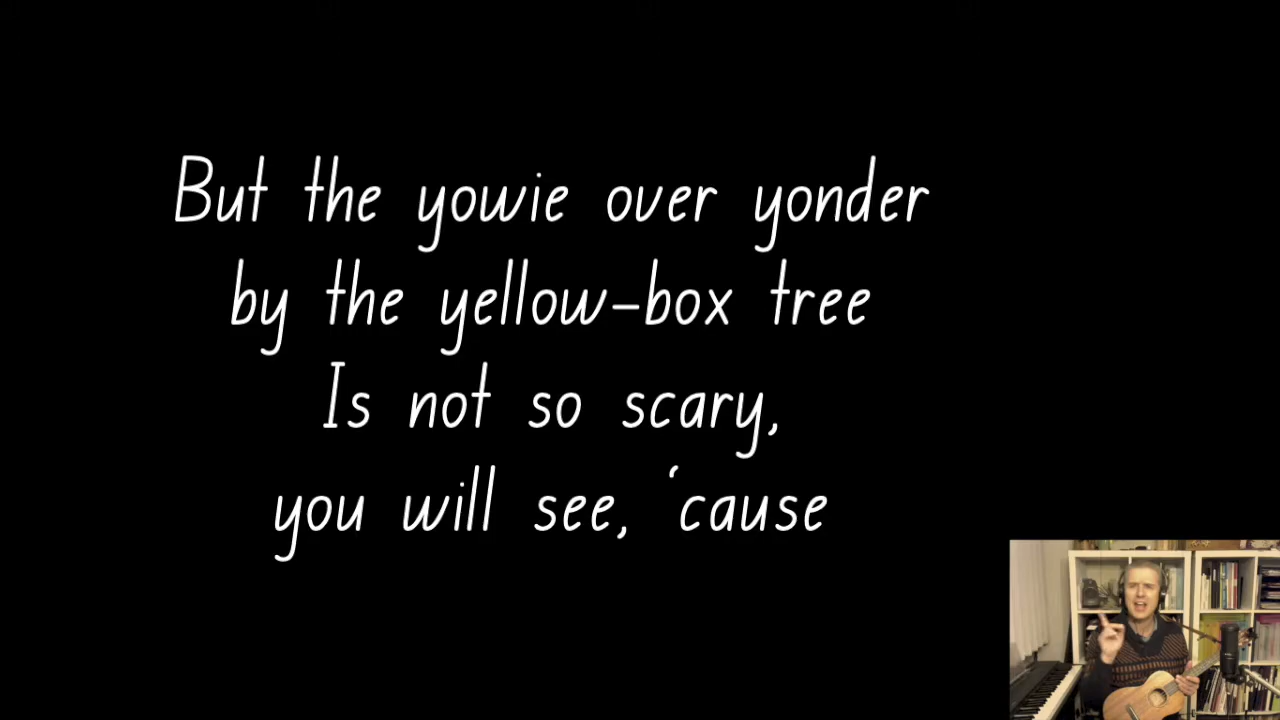 But the yowie over yonder
by the yellow-box tree
Is not so scary,
you will see, ‘cause